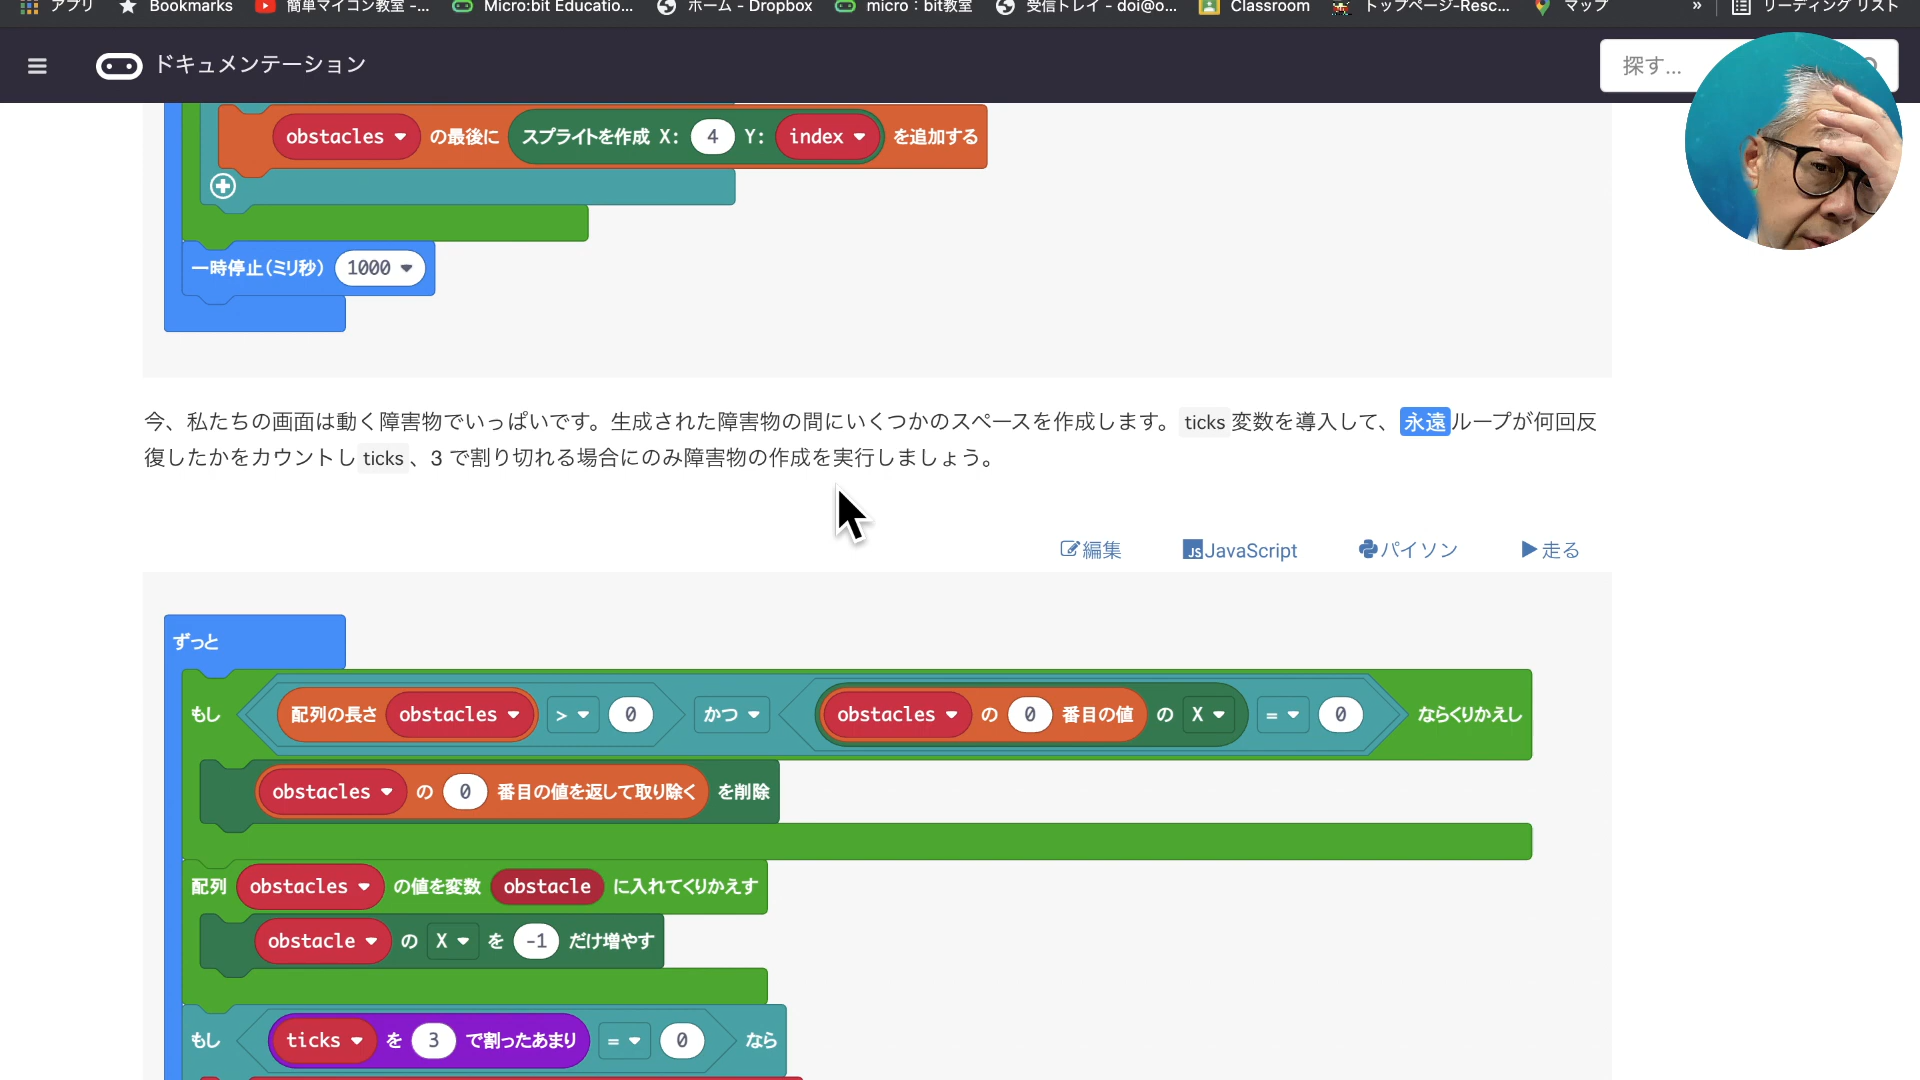 アプリ
Bookmarks
簡単マイコン教室 -...
Micro:bit Educatio...
ホーム - Dropbox
micro：bit教室
受信トレイ - doi@o...
Classroom
トップページ-Resc...
マップ
»
リーディング リスト
ドキュメンテーション
探す...
obstacles の最後に スプライトを作成 X: 4 Y: index を追加する
一時停止(ミリ秒) 1000
今、私たちの画面は動く障害物でいっぱいです。生成された障害物の間にいくつかのスペースを作成します。 ticks 変数を導入して、 永遠 ループが何回反
復したかをカウントし ticks 、3 で割り切れる場合にのみ障害物の作成を実行しましょう。
編集 JavaScript パイソン 走る
ずっと
もし 配列の長さ obstacles > 0 かつ obstacles の 0 番目の値 の X = 0 ならくりかえし
obstacles の 0 番目の値を返して取り除く を削除
配列 obstacles の値を変数 obstacle に入れてくりかえす
obstacle の X を -1 だけ増やす
もし ticks を 3 で割ったあまり = 0 なら